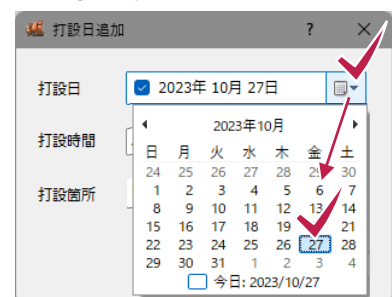 打設日追加 ? ×
打設日 2023年 10月 27日
打設時間
2023年10月
日 月 火 水 木 金 土
24 25 26 27 28 29 30
1 2 3 4 5 6 7
打設箇所
8 9 10 11 12 13 14
15 16 17 18 19 21
22 23 24 25 26 27 28
29 30 31 1 2 3 4
今日: 2023/10/27